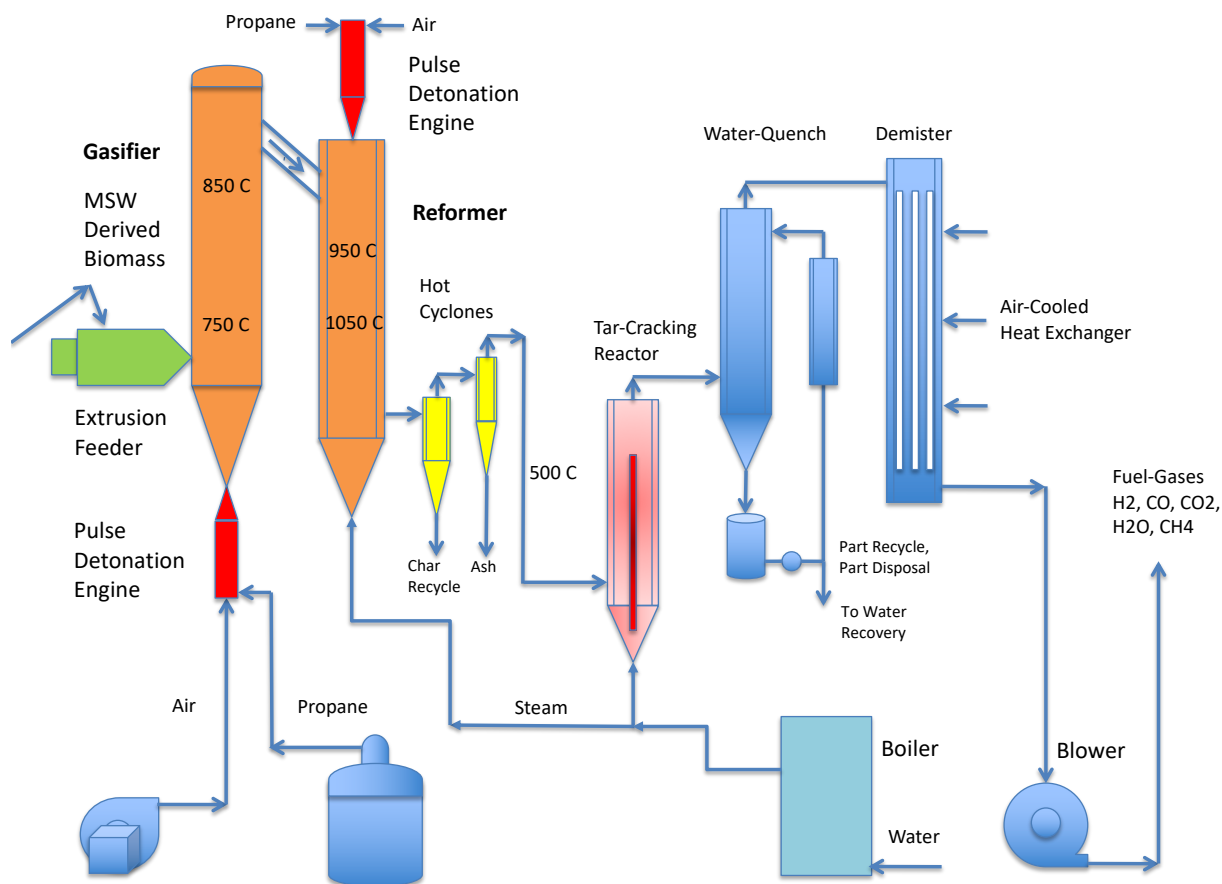 Propane
Air
Pulse
Detonation
Engine
Gasifier
MSW
Derived
Biomass
850 C
750 C
Extrusion
Feeder
Pulse
Detonation
Engine
Reformer
950 C
1050 C
Hot
Cyclones
Char
Recycle
Ash
500 C
Tar-Cracking
Reactor
Water-Quench
Demister
Air-Cooled
Heat Exchanger
Part Recycle,
Part Disposal
To Water
Recovery
Fuel-Gases
H2, CO, CO2,
H2O, CH4
Air
Propane
Steam
Boiler
Water
Blower